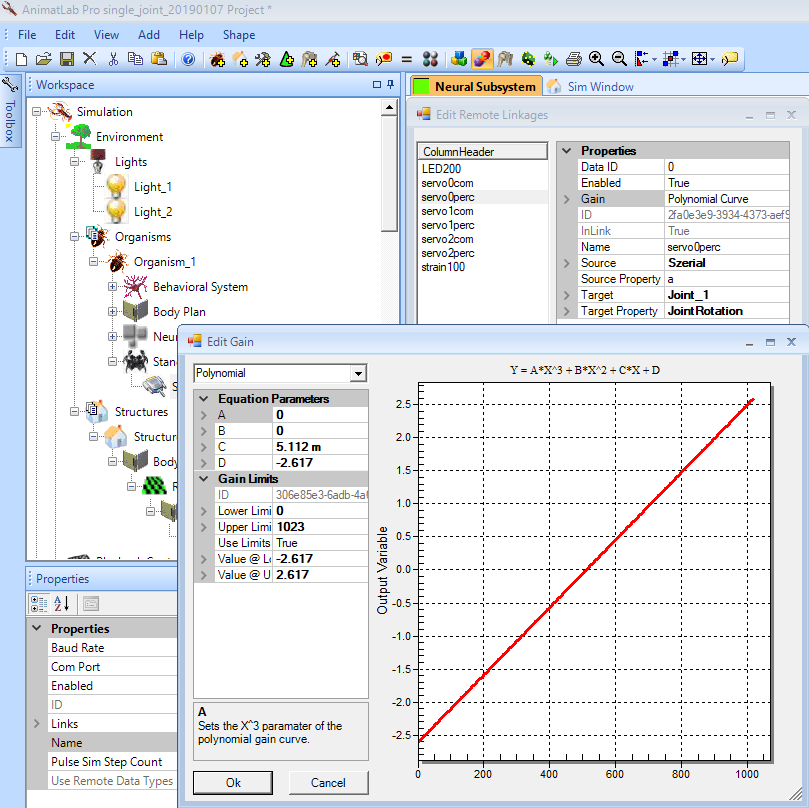 AnimatLab Pro single_joint_20190107 Project *
File Edit View Add Help Shape
Toolbox
Workspace
Simulation
Environment
Lights
Light_1
Light_2
Organisms
Organism_1
Behavioral System
Body Plan
Neu
Stand
S
Structures
Structur
Body
R
Neural Subsystem Sim Window
Edit Remote Linkages
ColumnHeader
LED200
servo0com
servo0perc
servo1com
servo1perc
servo2com
servo2perc
strain100
Properties
Data ID 0
Enabled True
Gain Polynomial Curve
ID 2fa0e3e9-3934-4373-aef9
InLink True
Name servo0perc
Source Szerial
Source Property a
Target Joint_1
Target Property JointRotation
Edit Gain
Polynomial
Equation Parameters
A 0
B 0
C 5.112 m
D -2.617
Gain Limits
ID 306e85e3-6adb-4a6
Lower Limi 0
Upper Limi 1023
Use Limits True
Value @ L -2.617
Value @ U 2.617
A
Sets the X^3 paramater of the
polynomial gain curve.
Ok Cancel
Y = A*X^3 + B*X^2 + C*X + D
Output Variable
2.5
2.0
1.5
1.0
0.5
0.0
-0.5
-1.0
-1.5
-2.0
-2.5
0 200 400 600 800 1000
Properties
Properties
Baud Rate
Com Port
Enabled
ID
Links
Name
Pulse Sim Step Count
Use Remote Data Types